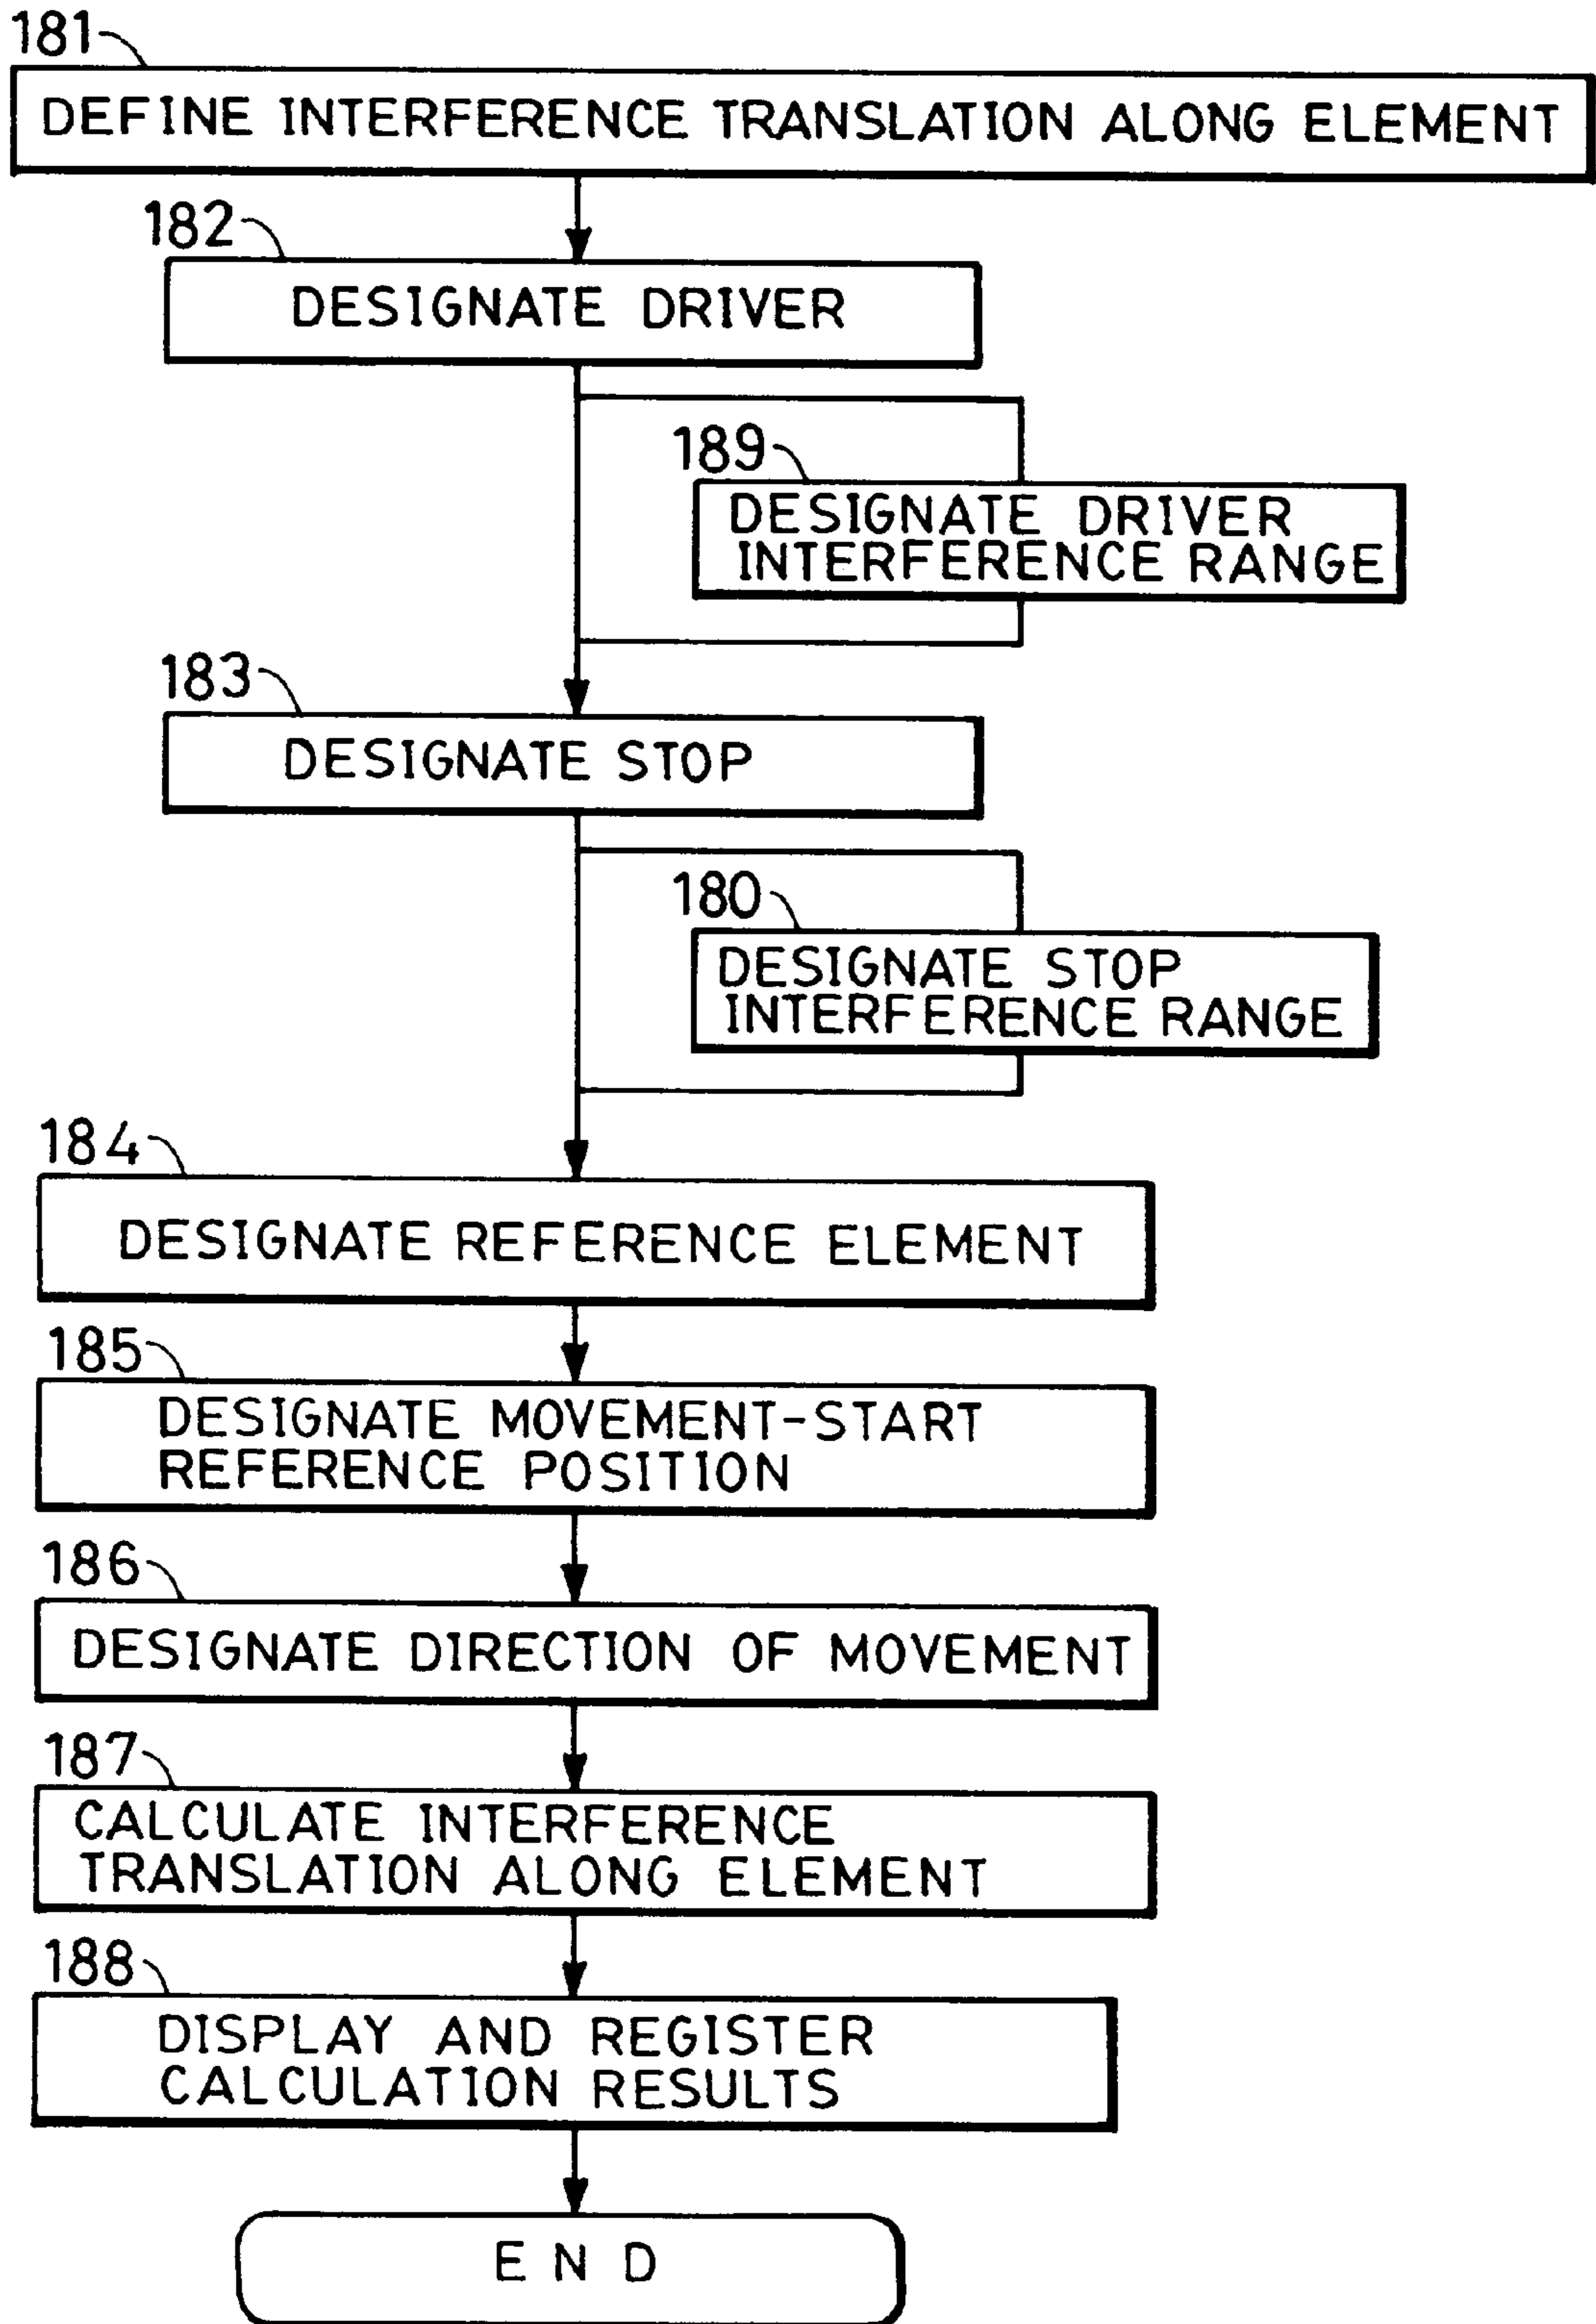 181
DEFINE INTERFERENCE TRANSLATION ALONG ELEMENT
182
DESIGNATE DRIVER
189
DESIGNATE DRIVER
INTERFERENCE RANGE
183
DESIGNATE STOP
180
DESIGNATE STOP
INTERFERENCE RANGE
184
DESIGNATE REFERENCE ELEMENT
185
DESIGNATE MOVEMENT-START
REFERENCE POSITION
186
DESIGNATE DIRECTION OF MOVEMENT
187
CALCULATE INTERFERENCE
TRANSLATION ALONG ELEMENT
188
DISPLAY AND REGISTER
CALCULATION RESULTS
END